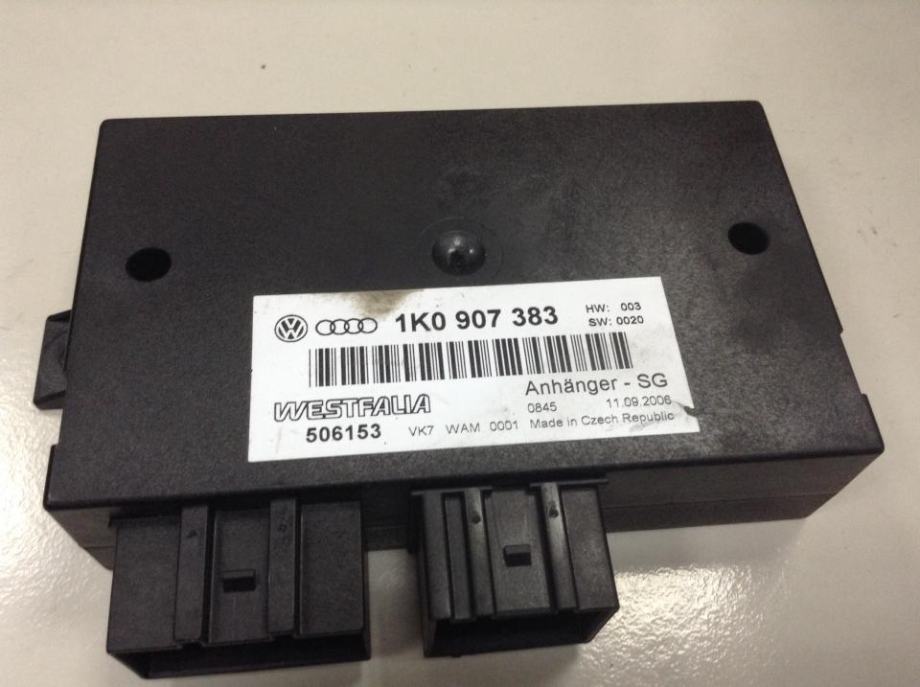 1K0 907 383 HW: 003
SW: 0020
Anhänger - SG
WESTFALIA 0845 11.09.2006
506153 VK7 WAM 0001 Made in Czech Republic